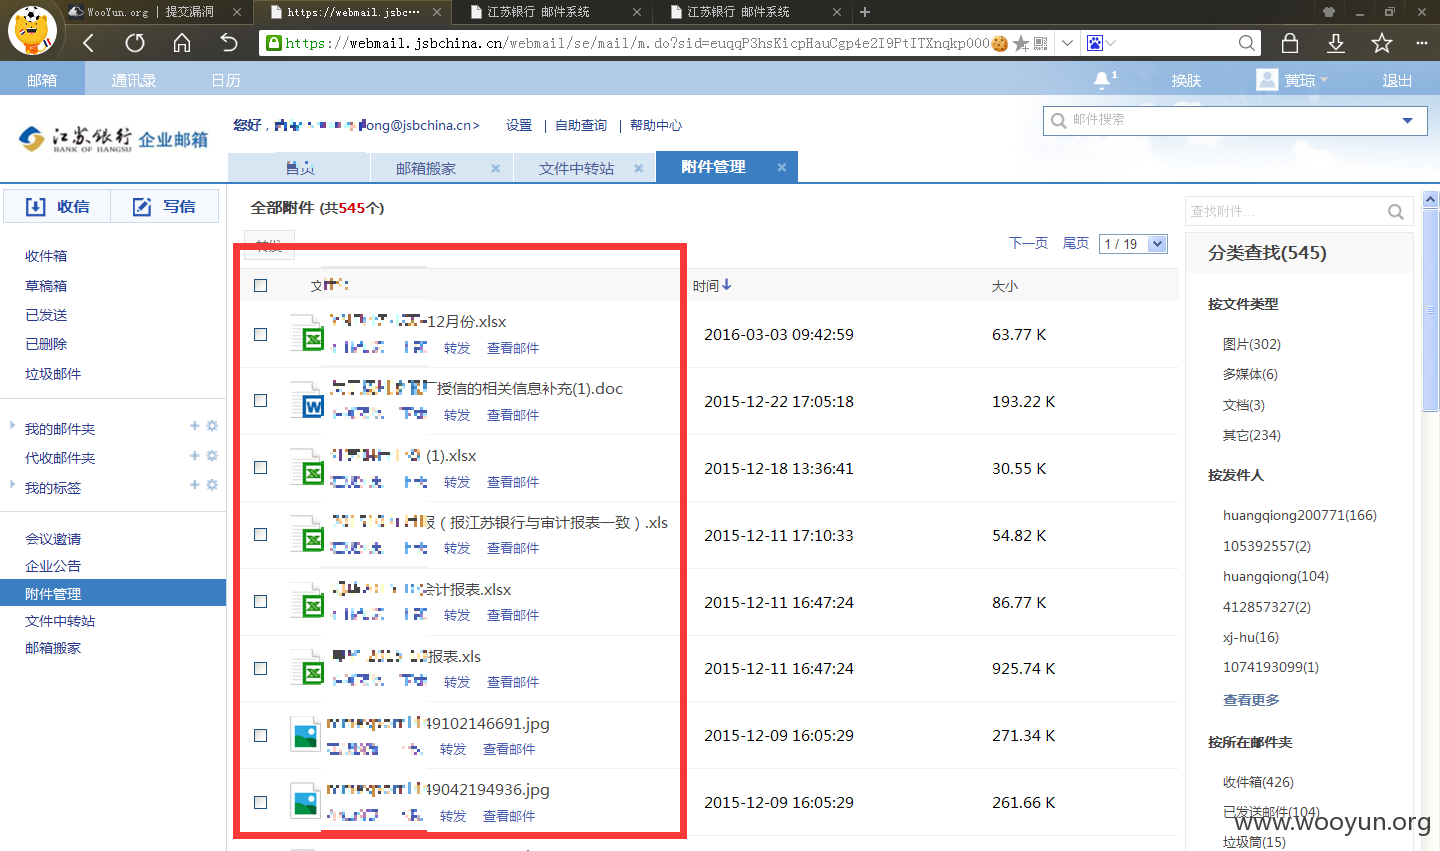 WooYun.org | 提交漏洞
https://webmail.jsbc···
江苏银行 邮件系统
江苏银行 邮件系统
https://webmail.jsbchina.cn/webmail/se/mail/m.do?sid=euqqP3hsKicpHauCgp4e2I9PtITXnqkp000
邮箱 通讯录 日历 1 换肤 黄琼 退出
江苏银行 企业邮箱
BANK OF JIANGSU
您好, ong@jsbchina.cn> 设置 | 自助查询 | 帮助中心
邮件搜索
首页 邮箱搬家 文件中转站 附件管理
收信 写信
收件箱
草稿箱
已发送
已删除
垃圾邮件
我的邮件夹
代收邮件夹
我的标签
会议邀请
企业公告
附件管理
文件中转站
邮箱搬家
全部附件 (共545个)
转发
下一页 尾页 1 / 19
文 时间 大小
12月份.xlsx
转发 查看邮件
2016-03-03 09:42:59 63.77 K
授信的相关信息补充(1).doc
转发 查看邮件
2015-12-22 17:05:18 193.22 K
(1).xlsx
转发 查看邮件
2015-12-18 13:36:41 30.55 K
(报江苏银行与审计报表一致).xls
转发 查看邮件
2015-12-11 17:10:33 54.82 K
会计报表.xlsx
转发 查看邮件
2015-12-11 16:47:24 86.77 K
报表.xls
转发 查看邮件
2015-12-11 16:47:24 925.74 K
49102146691.jpg
转发 查看邮件
2015-12-09 16:05:29 271.34 K
49042194936.jpg
转发 查看邮件
2015-12-09 16:05:29 261.66 K
查找附件...
分类查找(545)
按文件类型
图片(302)
多媒体(6)
文档(3)
其它(234)
按发件人
huangqiong200771(166)
105392557(2)
huangqiong(104)
412857327(2)
xj-hu(16)
1074193099(1)
查看更多
按所在邮件夹
收件箱(426)
已发送邮件(104)
垃圾筒(15)
www.wooyun.org